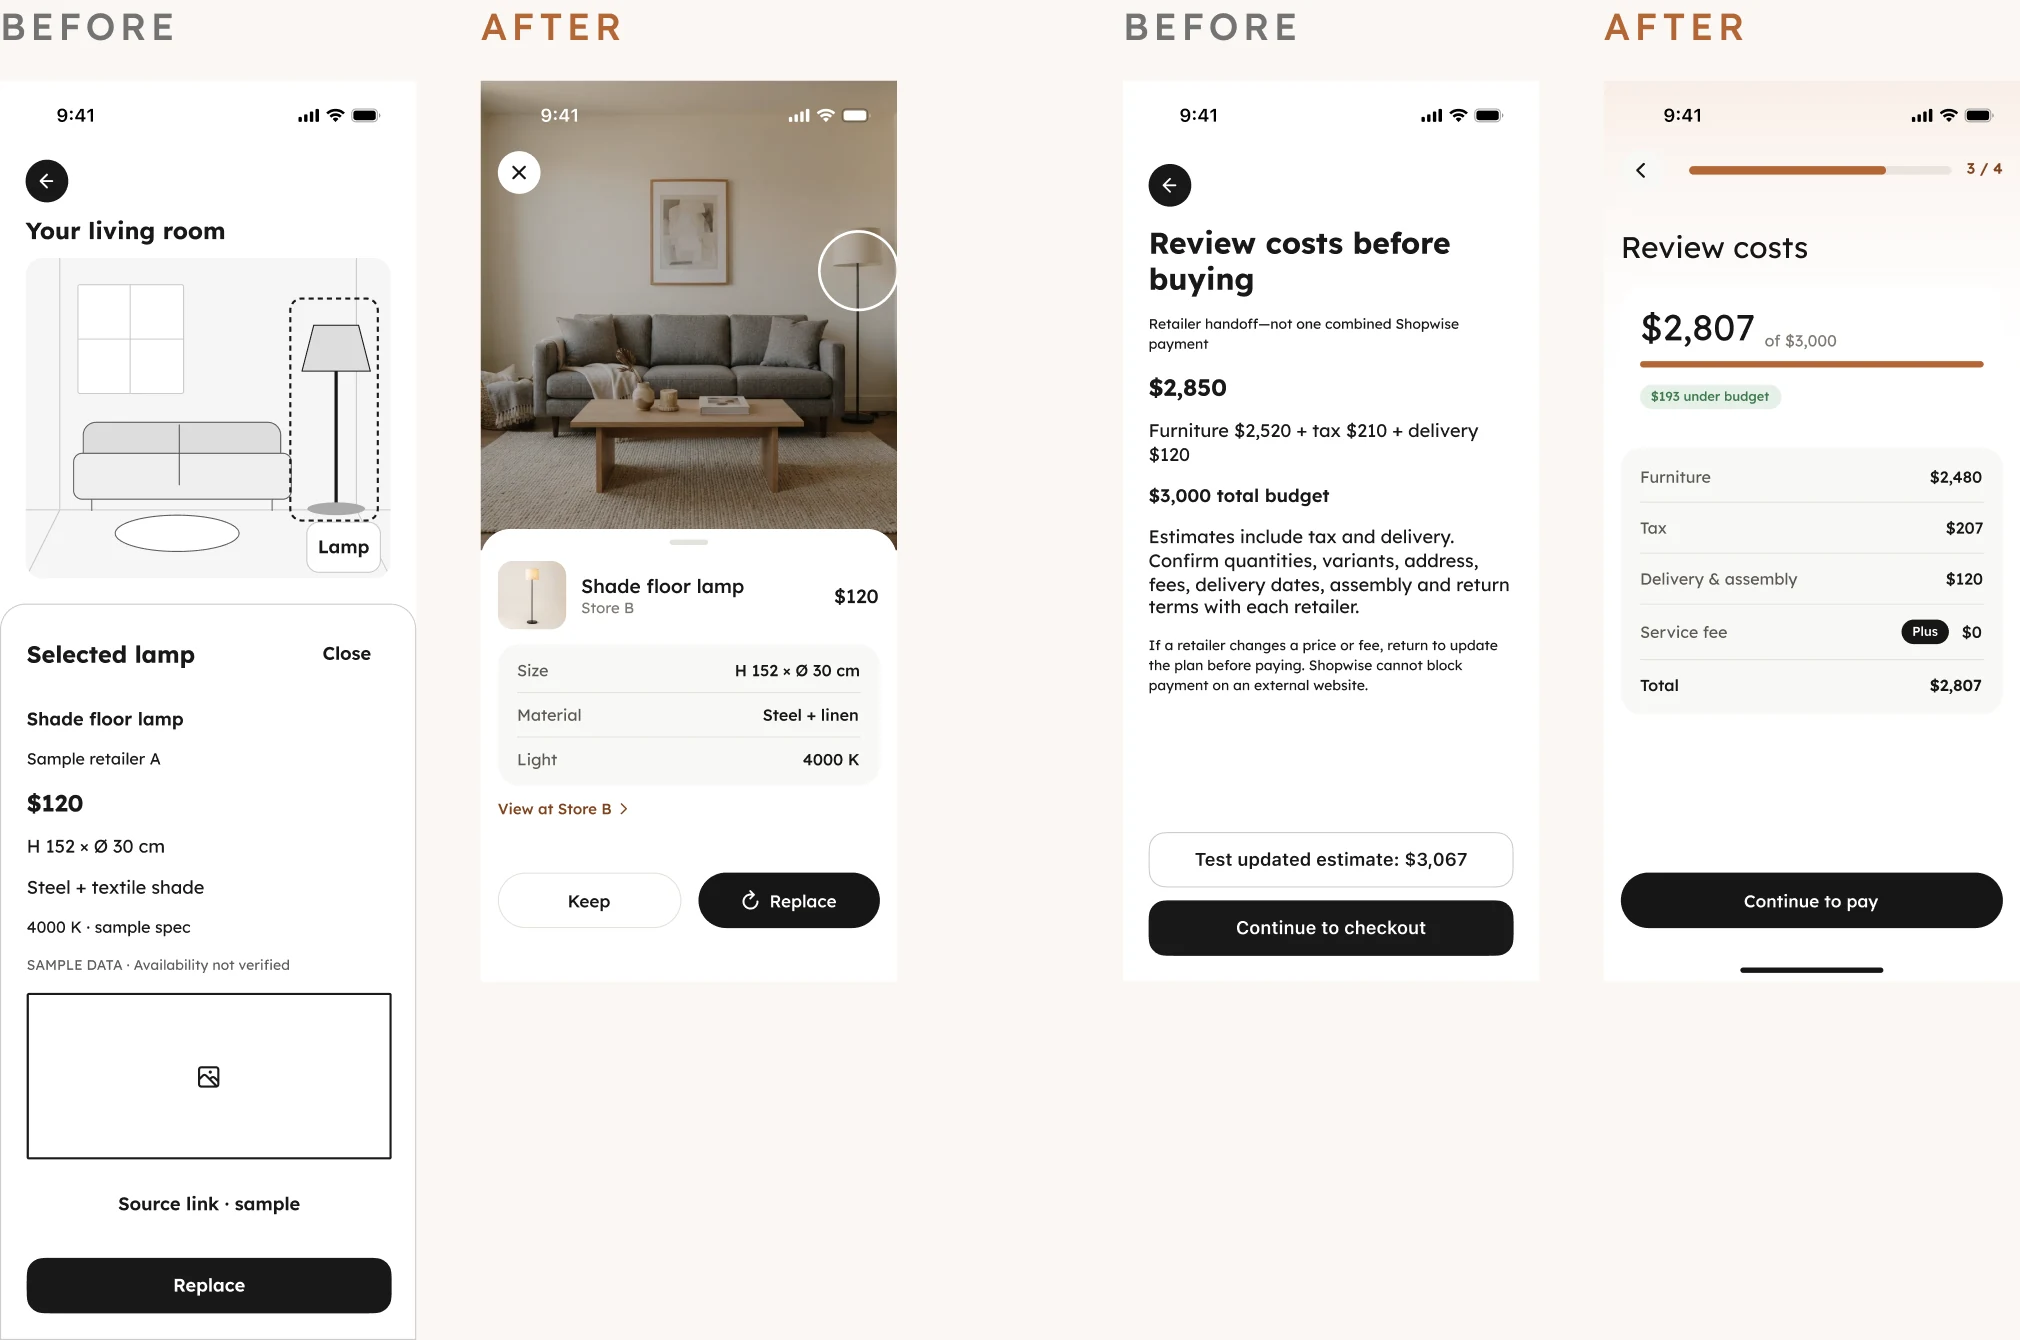 BEFORE
9:41
Your living room
Lamp
Selected lamp
Close
Shade floor lamp
Sample retailer A
$120
H 152 × Ø 30 cm
Steel + textile shade
4000 K · sample spec
SAMPLE DATA · Availability not verified
Source link · sample
Replace
AFTER
9:41
Shade floor lamp
Store B
$120
Size
H 152 × Ø 30 cm
Material
Steel + linen
Light
4000 K
View at Store B
Keep
Replace
BEFORE
9:41
Review costs before
buying
Retailer handoff—not one combined Shopwise
payment
$2,850
Furniture $2,520 + tax $210 + delivery
$120
$3,000 total budget
Estimates include tax and delivery.
Confirm quantities, variants, address,
fees, delivery dates, assembly and return
terms with each retailer.
If a retailer changes a price or fee, return to update
the plan before paying. Shopwise cannot block
payment on an external website.
Test updated estimate: $3,067
Continue to checkout
AFTER
9:41
3 / 4
Review costs
$2,807 of $3,000
$193 under budget
Furniture
$2,480
Tax
$207
Delivery & assembly
$120
Service fee
Plus
$0
Total
$2,807
Continue to pay